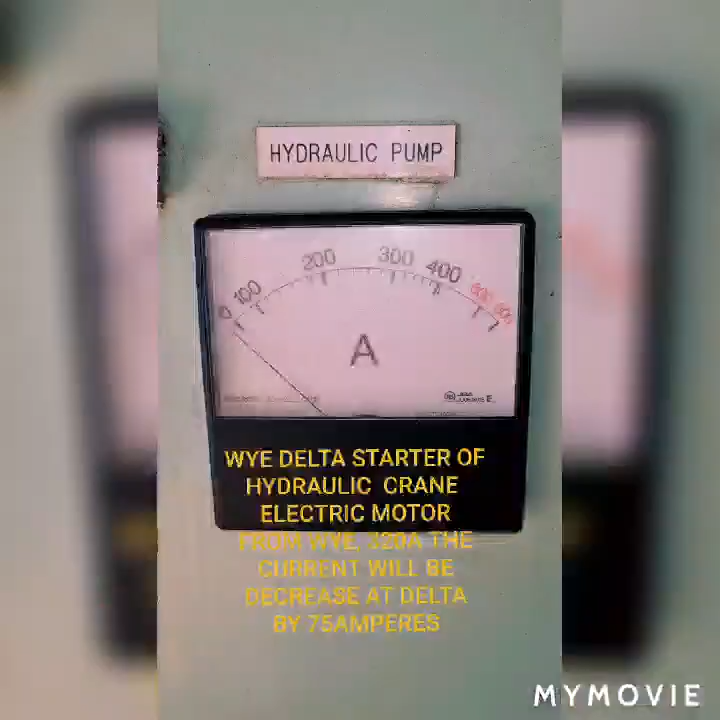 HYDRAULIC PUMP
0 100 200 300 400 600
A
E
WYE DELTA STARTER OF
HYDRAULIC CRANE
ELECTRIC MOTOR
FROM WYE, 320A THE
CURRENT WILL BE
DECREASE AT DELTA
BY 75AMPERES
MYMOVIE